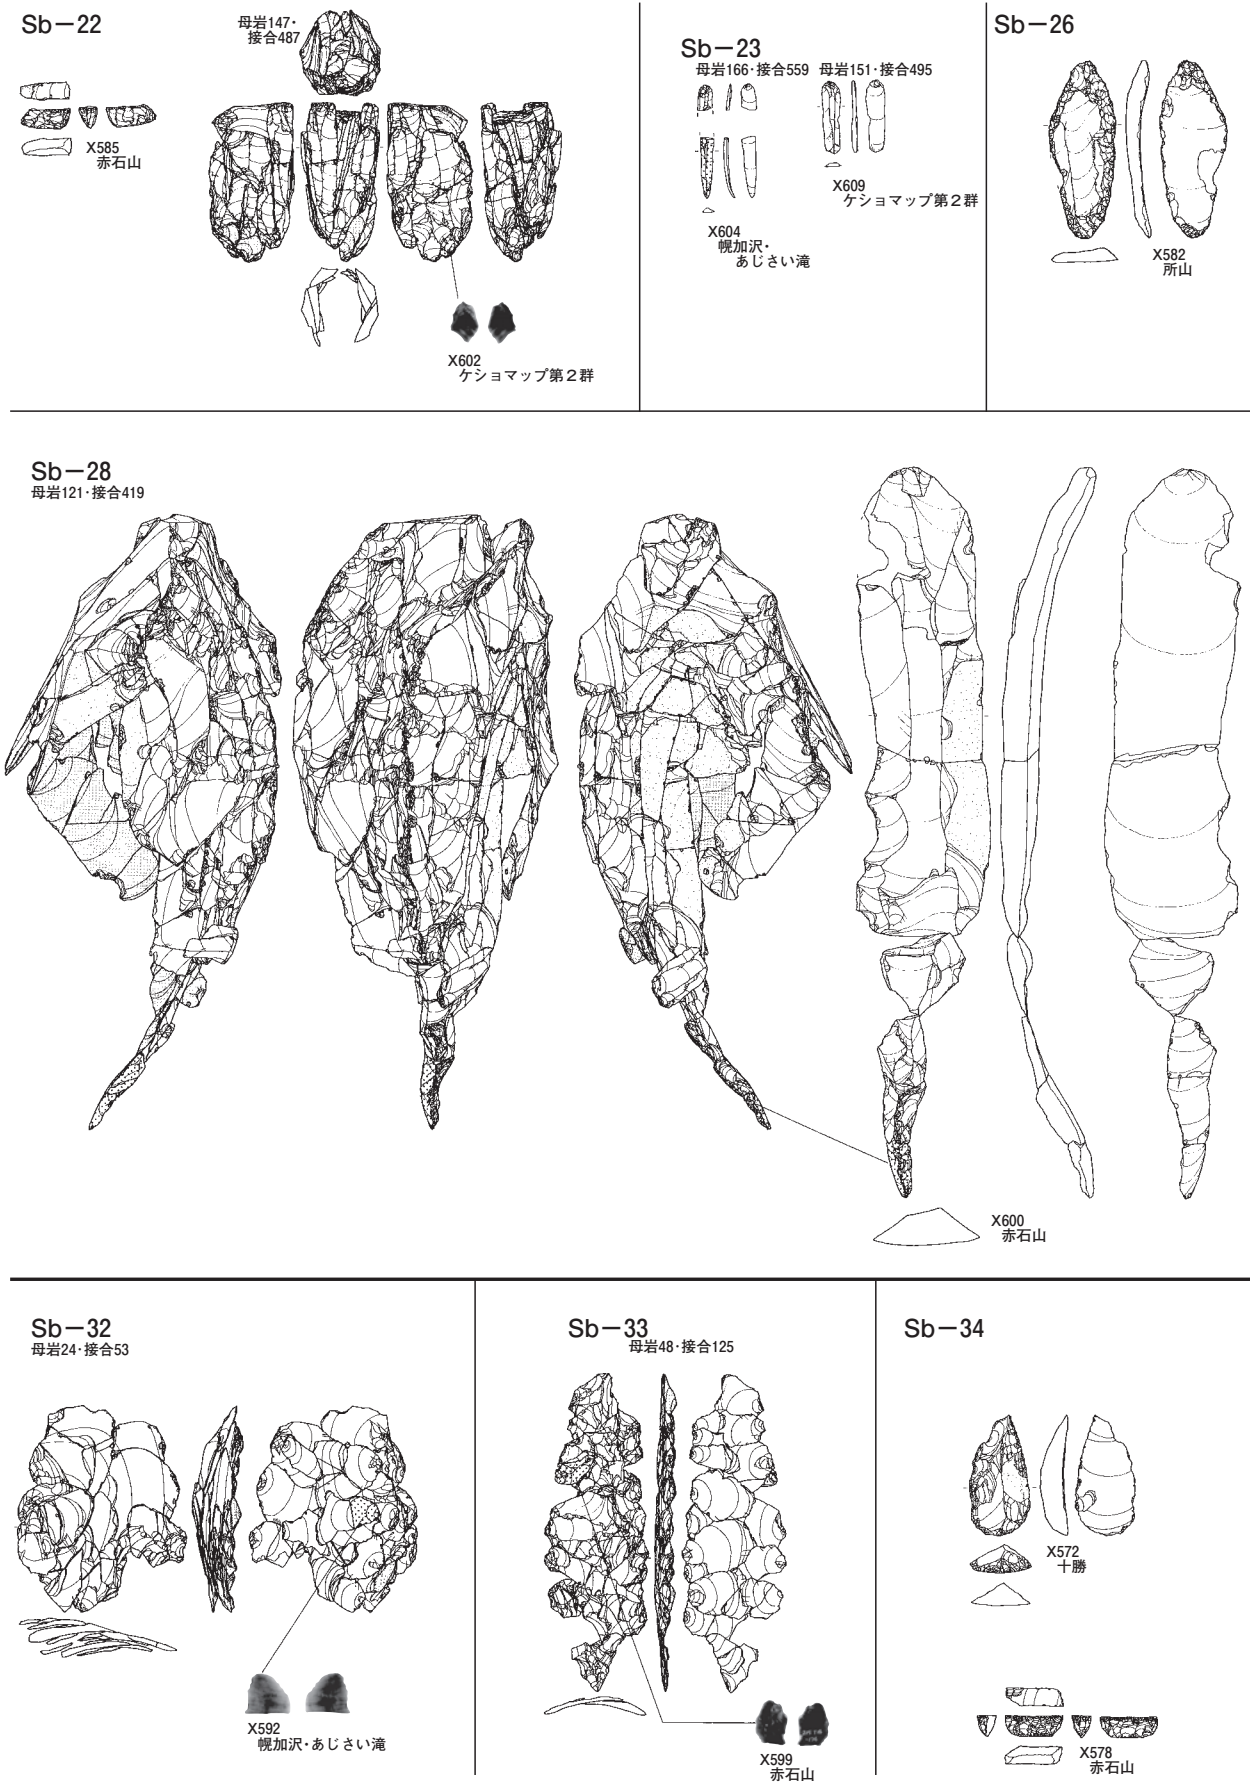 Sb－22
母岩147・
接合487
X585
赤石山
X602
ケショマップ第２群
Sb－23
母岩166・接合559
母岩151・接合495
X604
幌加沢・
あじさい滝
X609
ケショマップ第２群
Sb－26
X582
所山
Sb－28
母岩121・接合419
X600
赤石山
Sb－32
母岩24・接合53
X592
幌加沢・あじさい滝
Sb－33
母岩48・接合125
X599
赤石山
Sb－34
X572
十勝
X578
赤石山